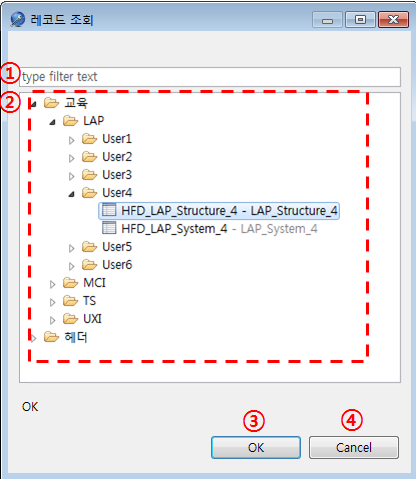 레코드 조회
① type filter text
②
교육
LAP
User1
User2
User3
User4
HFD_LAP_Structure_4 - LAP_Structure_4
HFD_LAP_System_4 - LAP_System_4
User5
User6
MCI
TS
UXI
헤더
OK
③ ④
OK Cancel